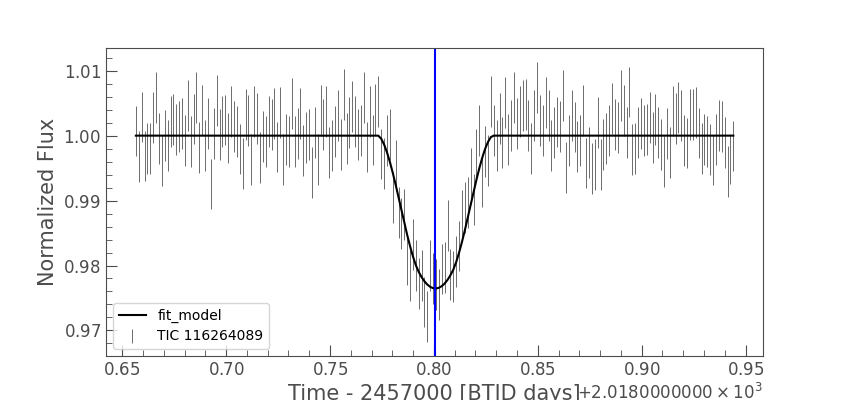 1.01
1.00
0.99
0.98
0.97
Normalized Flux
fit_model
TIC 116264089
0.65 0.70 0.75 0.80 0.85 0.90 0.95
Time - 2457000 [BTJD days]
+2.0180000000 × 10³